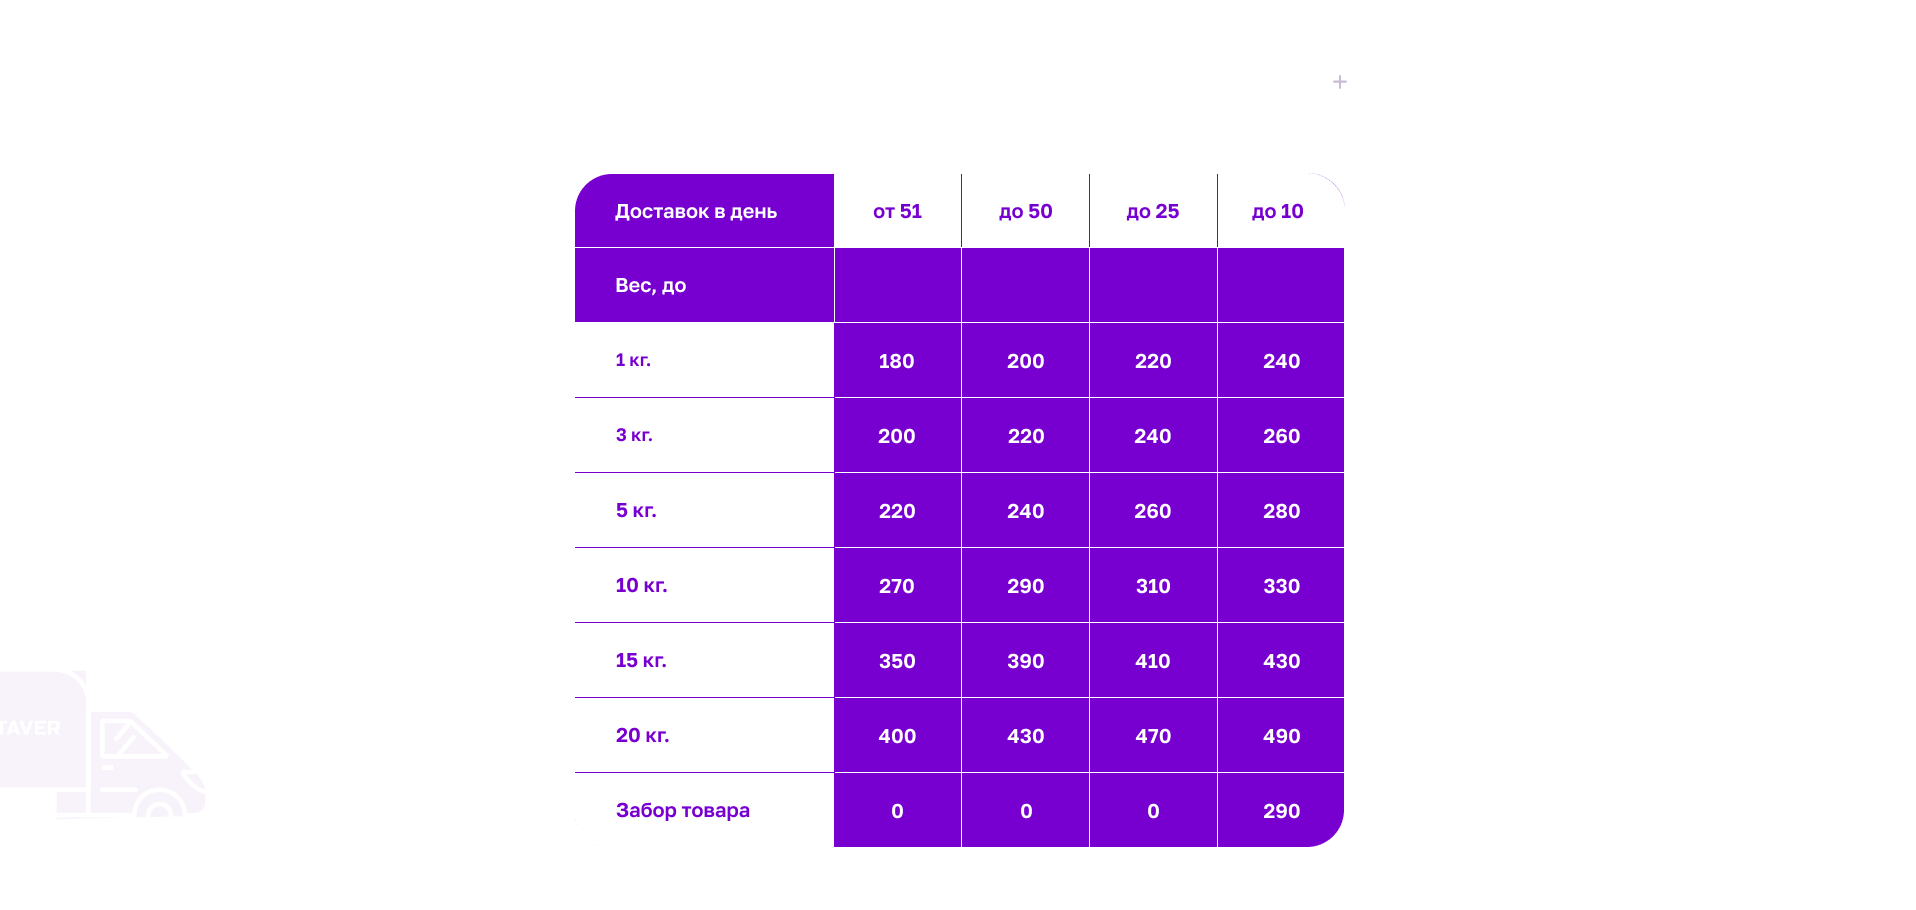 Доставок в день от 51 до 50 до 25 до 10
Вес, до
1 кг. 180 200 220 240
3 кг. 200 220 240 260
5 кг. 220 240 260 280
10 кг. 270 290 310 330
15 кг. 350 390 410 430
20 кг. 400 430 470 490
TAVER
Забор товара 0 0 0 290